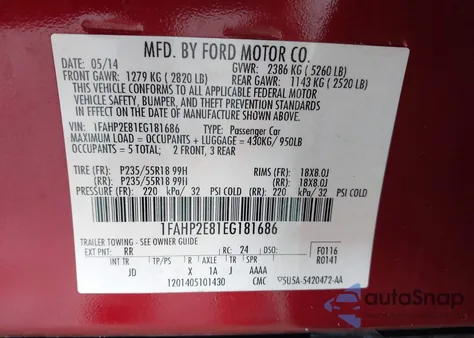 MFD. BY FORD MOTOR CO.
DATE: 05/14 GVWR: 2386 KG ( 5260 LB)
FRONT GAWR: 1279 KG ( 2820 LB) REAR GAWR: 1143 KG ( 2520 LB)
THIS VEHICLE CONFORMS TO ALL APPLICABLE FEDERAL MOTOR
VEHICLE SAFETY, BUMPER, AND THEFT PREVENTION STANDARDS
IN EFFECT ON THE DATE OF MANUFACTURE SHOWN ABOVE.
VIN: 1FAHP2E81EG181686 TYPE: Passenger Car
MAXIMUM LOAD = OCCUPANTS + LUGGAGE = 430KG/ 950LB
OCCUPANTS = 5 TOTAL: 2 FRONT, 3 REAR
TIRE (FR): P235/55R18 99H RIMS (FR): 18X8.0J
(RR): P235/55R18 99H (RR): 18X8.0J
PRESSURE (FR): 220 kPa/ 32 PSI COLD (RR): 220 kPa/ 32 PSI COLD
1FAHP2E81EG181686
TRAILER TOWING - SEE OWNER GUIDE
EXT PNT: RR RC: 24 DSO: F0116
INT TR TP/PS R AXLE TR SPR R0141
JD X 1A J AAAA
1201405101430 CMC 5U5A-5420472-AA
autoSnap